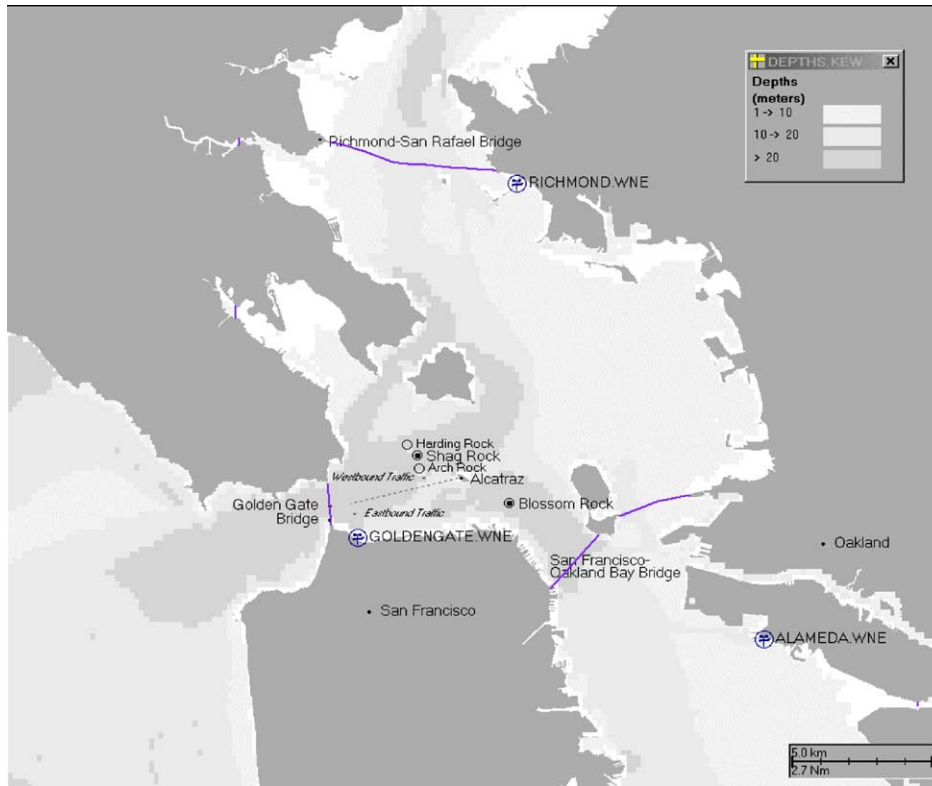 DEPTHS.KEW
Depths
(meters)
1-> 10
10-> 20
> 20
Richmond-San Rafael Bridge
RICHMOND.WNE
Harding Rock
Shag Rock
Arch Rock
Westbound Traffic
Alcatraz
Golden Gate
Bridge
Eastbound Traffic
Blossom Rock
GOLDENGATE.WNE
San Francisco-
Oakland Bay Bridge
Oakland
San Francisco
ALAMEDA.WNE
5.0 km
2.7 Nm